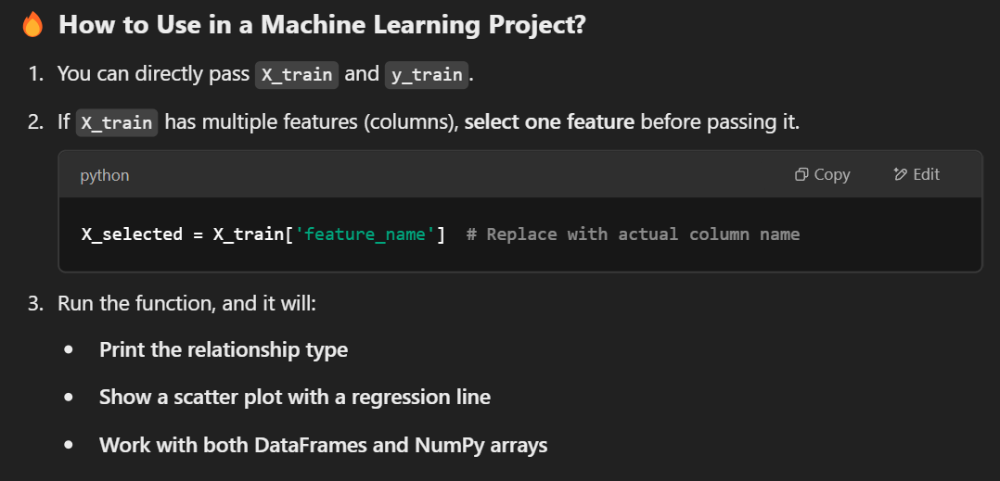 🔥 How to Use in a Machine Learning Project?
1. You can directly pass X_train and y_train.
2. If X_train has multiple features (columns), select one feature before passing it.
python
Copy
Edit
X_selected = X_train['feature_name']  # Replace with actual column name
3. Run the function, and it will:
• Print the relationship type
• Show a scatter plot with a regression line
• Work with both DataFrames and NumPy arrays